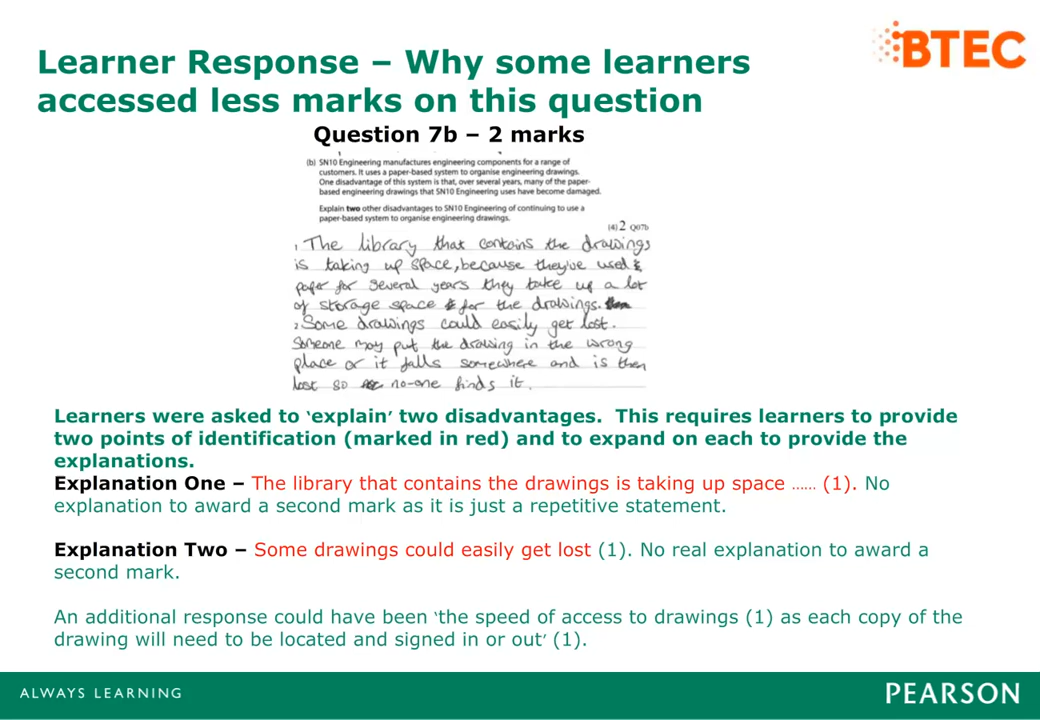 Learner Response – Why some learners
accessed less marks on this question
BTEC
Question 7b – 2 marks
(b) SN10 Engineering manufactures engineering components for a range of
customers. It uses a paper-based system to organise engineering drawings.
One disadvantage of this system is that, over several years, many of the paper-
based engineering drawings that SN10 Engineering uses have become damaged.
Explain two other disadvantages to SN10 Engineering of continuing to use a
paper-based system to organise engineering drawings.
(4) 2 Q07b
1 The library that contains the drawings
is taking up space, because they've used
paper for several years they take up a lot
of storage space for the drawings.
2 Some drawings could easily get lost.
Someone may put the drawing in the wrong
place or it falls somewhere and is then
lost so no-one finds it.
Learners were asked to ‘explain’ two disadvantages. This requires learners to provide
two points of identification (marked in red) and to expand on each to provide the
explanations.
Explanation One – The library that contains the drawings is taking up space …… (1). No
explanation to award a second mark as it is just a repetitive statement.
Explanation Two – Some drawings could easily get lost (1). No real explanation to award a
second mark.
An additional response could have been ‘the speed of access to drawings (1) as each copy of the
drawing will need to be located and signed in or out’ (1).
ALWAYS LEARNING
PEARSON